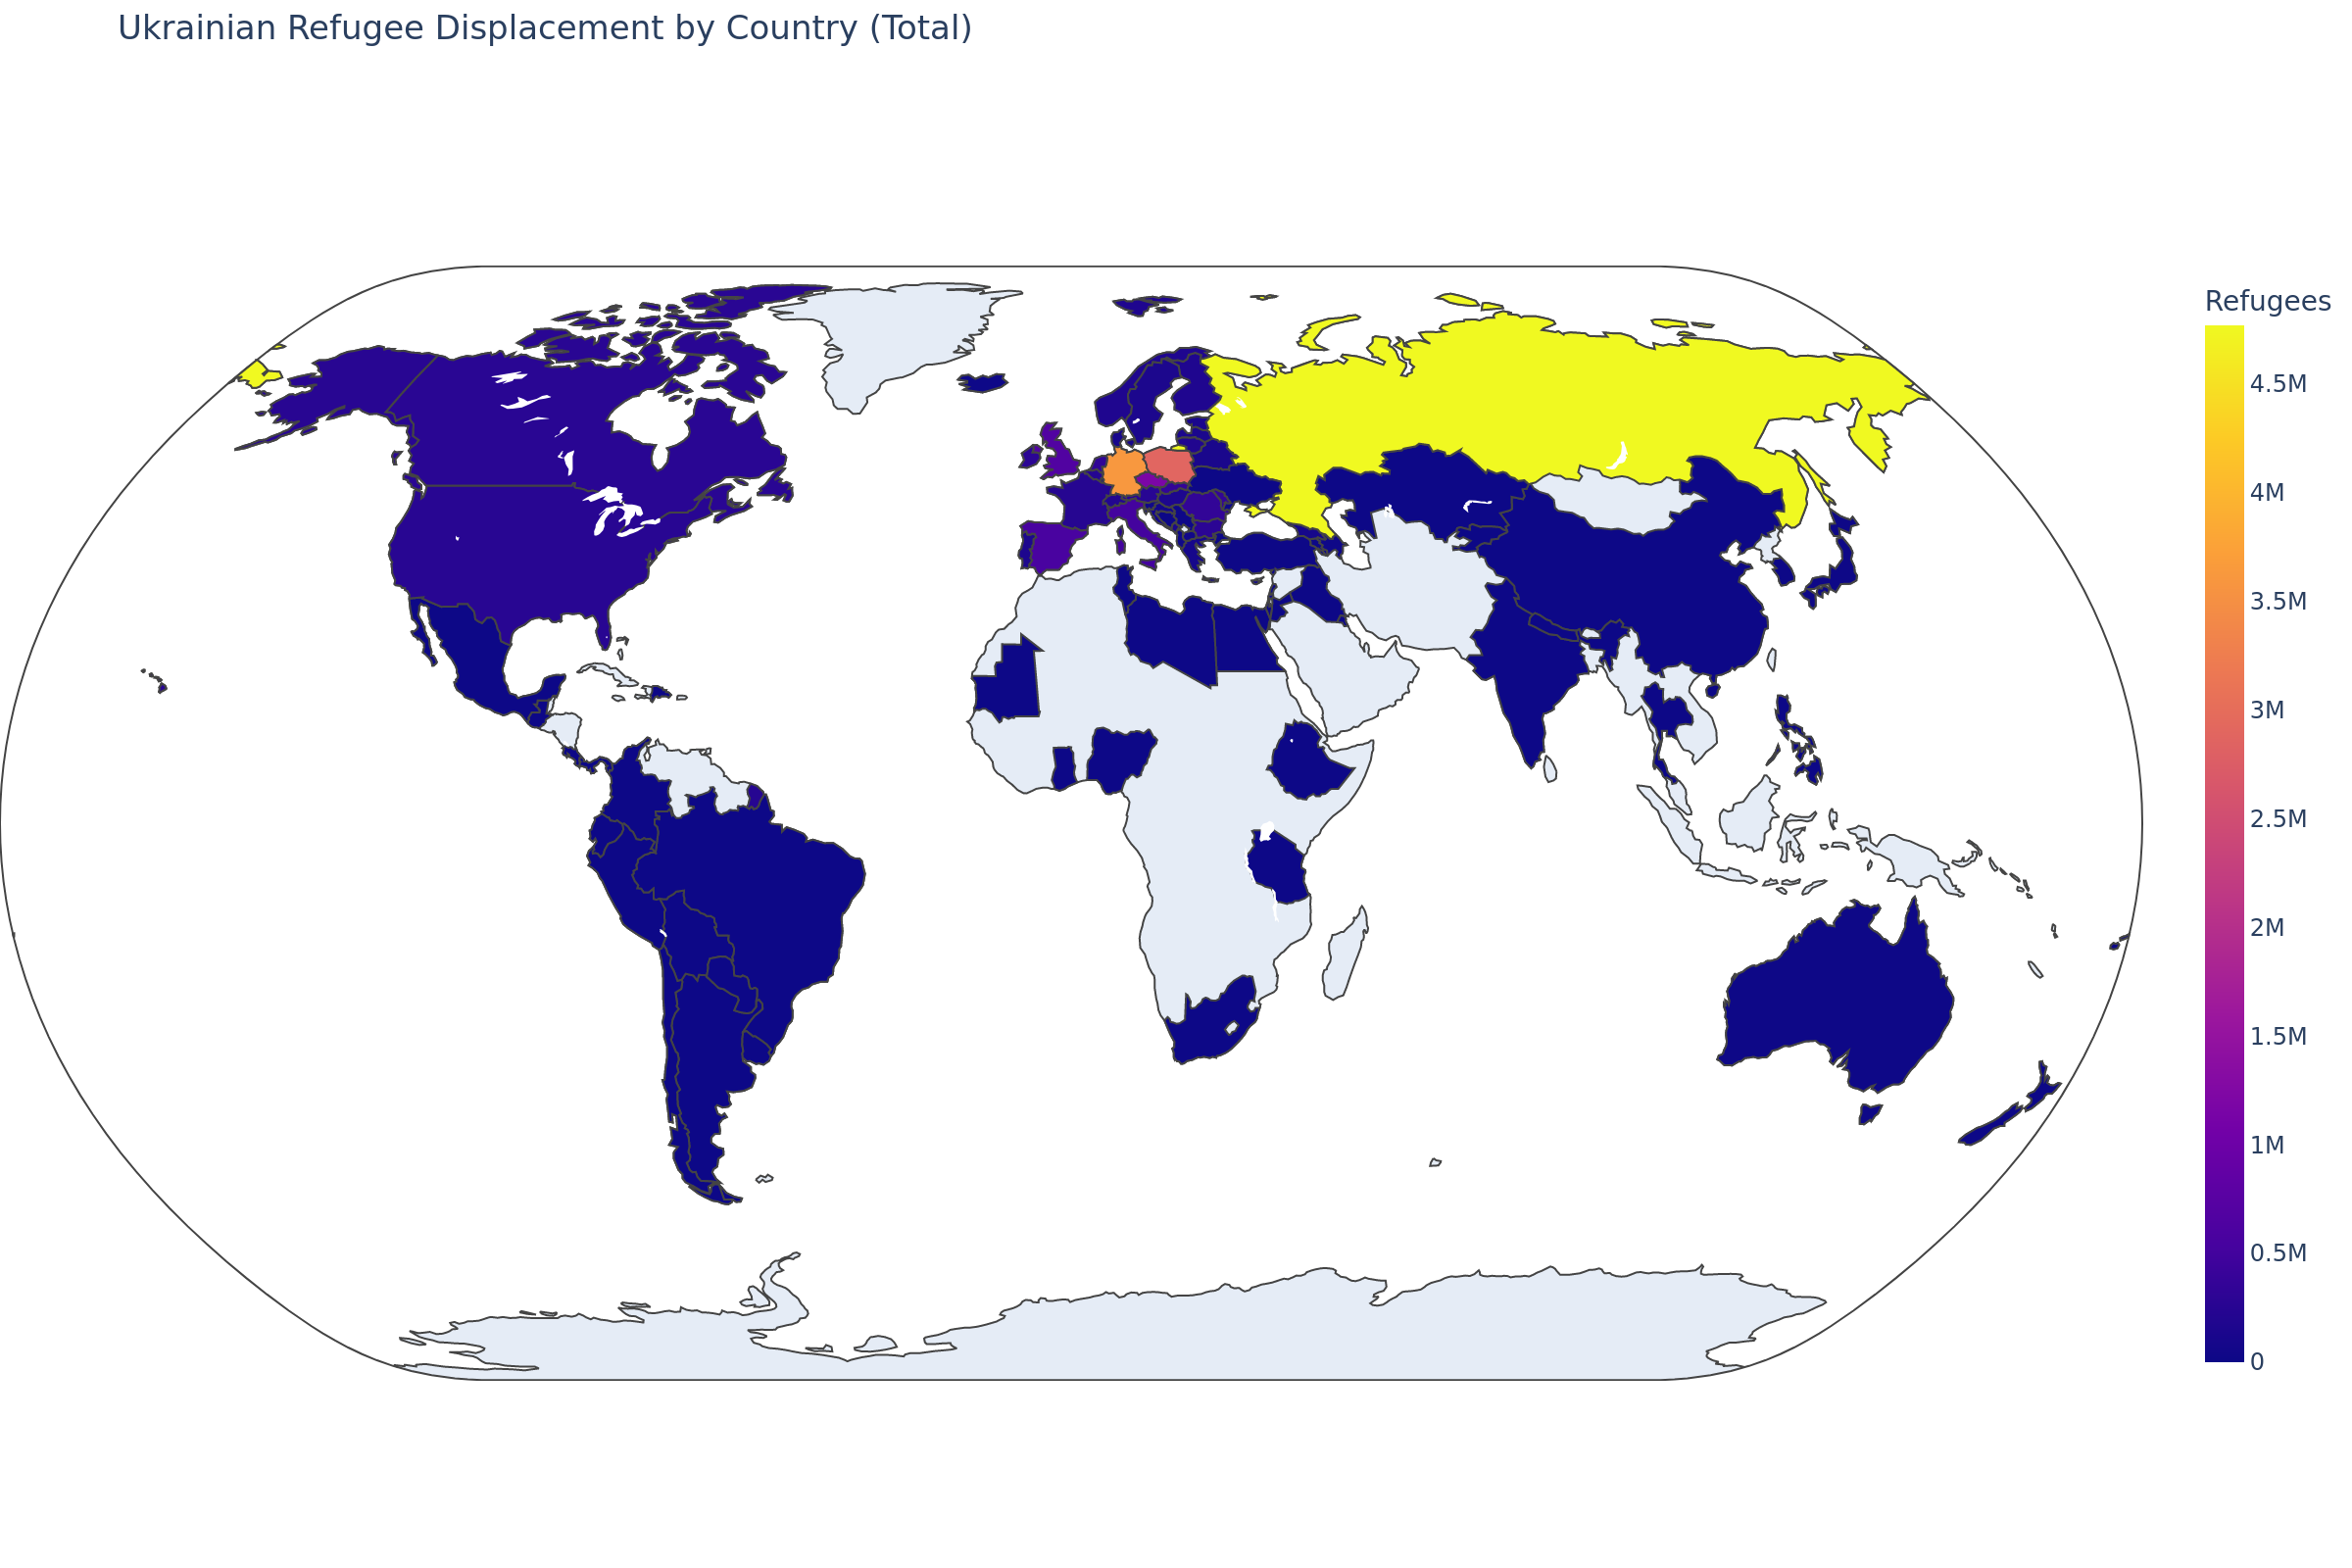 Ukrainian Refugee Displacement by Country (Total)
Refugees
4.5M
4M
3.5M
3M
2.5M
2M
1.5M
1M
0.5M
0